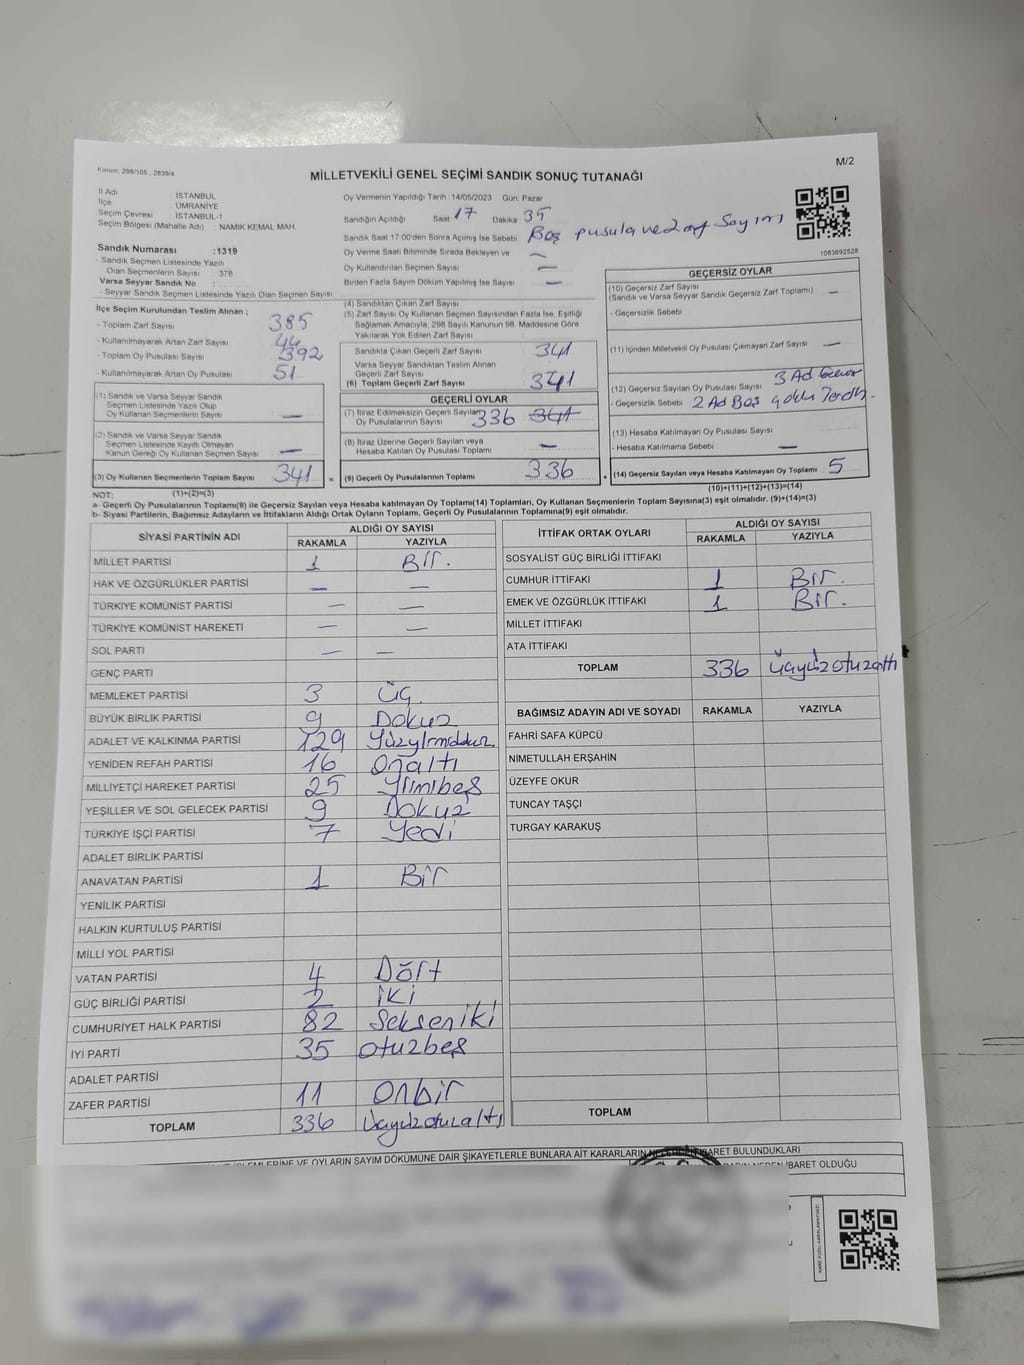 Kanun, 298/105 , 2839/4
M/2
MİLLETVEKİLİ GENEL SEÇİMİ SANDIK SONUÇ TUTANAĞI
İl Adı : İSTANBUL
İlçe : ÜMRANİYE
Seçim Çevresi : İSTANBUL-1
Seçim Bölgesi (Mahalle Adı) : NAMIK KEMAL MAH.
Sandık Numarası :1319
- Sandık Seçmen Listesinde Yazılı
Olan Seçmenlerin Sayısı : 378
Varsa Seyyar Sandık No :
- Seyyar Sandık Seçmen Listesinde Yazılı Olan Seçmen Sayısı:
Oy Vermenin Yapıldığı Tarih :14/05/2023 Gün: Pazar
Sandığın Açıldığı Saat 17 Dakika 35
Sandık Saat 17:00'den Sonra Açılmış İse Sebebi : Boş pusula ve zarf sayımı
Oy Verme Saati Bitiminde Sırada Bekleyen ve —
Oy Kullandırılan Seçmen Sayısı —
Birden Fazla Sayım Döküm Yapılmış İse Sayısı : —
1083692528
İlçe Seçim Kurulundan Teslim Alınan ;
- Toplam Zarf Sayısı : 385
- Kullanılmayarak Artan Zarf Sayısı : 44
- Toplam Oy Pusulası Sayısı : 392
- Kullanılmayarak Artan Oy Pusulası : 51
(1) Sandık ve Varsa Seyyar Sandık
Seçmen Listesinde Yazılı Olup
Oy Kullanan Seçmenlerin Sayısı : —
(2) Sandık ve Varsa Seyyar Sandık
Seçmen Listesinde Kayıtlı Olmayan
Kanun Gereği Oy Kullanan Seçmen Sayısı : —
(3) Oy Kullanan Seçmenlerin Toplam Sayısı : 341
(1)+(2)=(3)
(4) Sandıktan Çıkan Zarf Sayısı :
(5) Zarf Sayısı Oy Kullanan Seçmen Sayısından Fazla İse, Eşitliği
Sağlamak Amacıyla, 298 Sayılı Kanunun 98. Maddesine Göre
Yakılarak Yok Edilen Zarf Sayısı :
Sandıkta Çıkan Geçerli Zarf Sayısı 341
Varsa Seyyar Sandıktan Teslim Alınan
Geçerli Zarf Sayısı
(6) Toplam Geçerli Zarf Sayısı 341
GEÇERLİ OYLAR
(7) İtiraz Edilmeksizin Geçerli Sayılan 336 341
Oy Pusulalarının Sayısı:
(8) İtiraz Üzerine Geçerli Sayılan veya
Hesaba Katılan Oy Pusulası Toplamı —
(9) Geçerli Oy Pusulalarının Toplamı 336
GEÇERSİZ OYLAR
(10) Geçersiz Zarf Sayısı
(Sandık ve Varsa Seyyar Sandık Geçersiz Zarf Toplamı) —
- Geçersizlik Sebebi :
(11) İçinden Milletvekili Oy Pusulası Çıkmayan Zarf Sayısı —
(12) Geçersiz Sayılan Oy Pusulası Sayısı 3 Ad
- Geçersizlik Sebebi : 2 Ad Boş
(13) Hesaba Katılmayan Oy Pusulası Sayısı :
- Hesaba Katılmama Sebebi : —
(14) Geçersiz Sayılan veya Hesaba Katılmayan Oy Toplamı : 5
(10)+(11)+(12)+(13)=(14)
NOT:
a- Geçerli Oy Pusulalarının Toplamı(9) ile Geçersiz Sayılan veya Hesaba katılmayan Oy Toplamı(14) Toplamları, Oy Kullanan Seçmenlerin Toplam Sayısına(3) eşit olmalıdır. (9)+(14)=(3)
b- Siyasi Partilerin, Bağımsız Adayların ve İttifakların Aldığı Ortak Oyların Toplamı, Geçerli Oy Pusulalarının Toplamına(9) eşit olmalıdır.
SİYASİ PARTİNİN ADI ALDIĞI OY SAYISI
RAKAMLA YAZIYLA
MİLLET PARTİSİ 1 Bir.
HAK VE ÖZGÜRLÜKLER PARTİSİ — —
TÜRKİYE KOMÜNİST PARTİSİ — —
TÜRKİYE KOMÜNİST HAREKETİ — —
SOL PARTİ — —
GENÇ PARTİ
MEMLEKET PARTİSİ 3 Üç
BÜYÜK BİRLİK PARTİSİ 9 Dokuz
ADALET VE KALKINMA PARTİSİ 129 Yüzyirmidokuz
YENİDEN REFAH PARTİSİ 16 Onaltı
MİLLİYETÇİ HAREKET PARTİSİ 25 Yirmibeş
YEŞİLLER VE SOL GELECEK PARTİSİ 9 Dokuz
TÜRKİYE İŞÇİ PARTİSİ 7 Yedi
ADALET BİRLİK PARTİSİ
ANAVATAN PARTİSİ 1 Bir
YENİLİK PARTİSİ
HALKIN KURTULUŞ PARTİSİ
MİLLİ YOL PARTİSİ
VATAN PARTİSİ 4 Dört
GÜÇ BİRLİĞİ PARTİSİ 2 iki
CUMHURİYET HALK PARTİSİ 82 Sekseniki
İYİ PARTİ 35 otuzbeş
ADALET PARTİSİ
ZAFER PARTİSİ 11 Onbir
TOPLAM 336 Üçyüzotuzaltı
İTTİFAK ORTAK OYLARI ALDIĞI OY SAYISI
RAKAMLA YAZIYLA
SOSYALİST GÜÇ BİRLİĞİ İTTİFAKI
CUMHUR İTTİFAKI 1 Bir.
EMEK VE ÖZGÜRLÜK İTTİFAKI 1 Bir.
MİLLET İTTİFAKI
ATA İTTİFAKI
TOPLAM 336 üçyüzotuzaltı
BAĞIMSIZ ADAYIN ADI VE SOYADI RAKAMLA YAZIYLA
FAHRİ SAFA KÜPCÜ
NİMETULLAH ERŞAHİN
ÜZEYFE OKUR
TUNCAY TAŞÇI
TURGAY KARAKUŞ
TOPLAM
İŞLEMLERİNE VE OYLARIN SAYIM DÖKÜMÜNE DAİR ŞİKAYETLERLE BUNLARA AİT KARARLARIN NELERDEN İBARET BULUNDUKLARI
NEDEN İBARET OLDUĞU